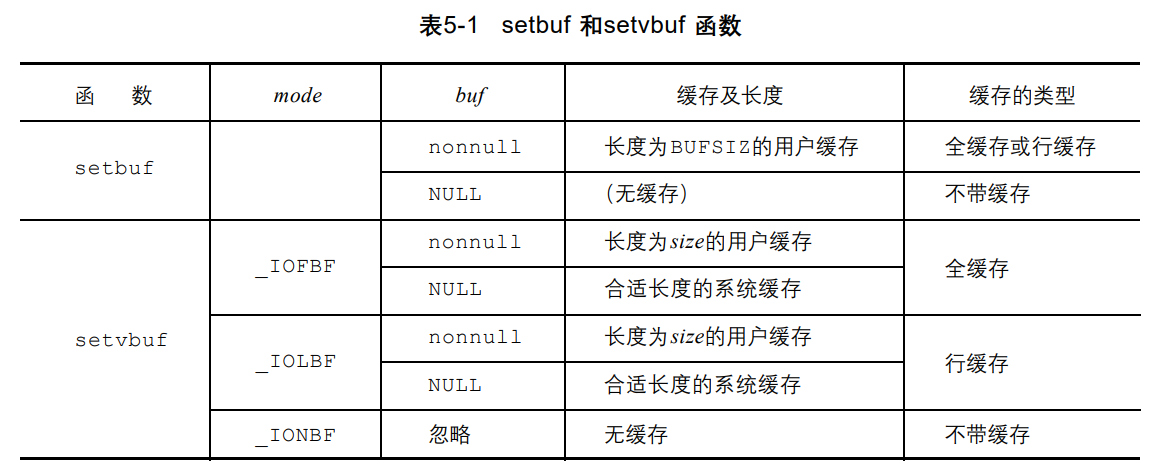 表5-1 setbuf 和setvbuf 函数
函 数 mode buf 缓存及长度 缓存的类型
setbuf nonnull 长度为BUFSIZ的用户缓存 全缓存或行缓存
NULL （无缓存） 不带缓存
setvbuf _IOFBF nonnull 长度为size的用户缓存 全缓存
NULL 合适长度的系统缓存
_IOLBF nonnull 长度为size的用户缓存 行缓存
NULL 合适长度的系统缓存
_IONBF 忽略 无缓存 不带缓存